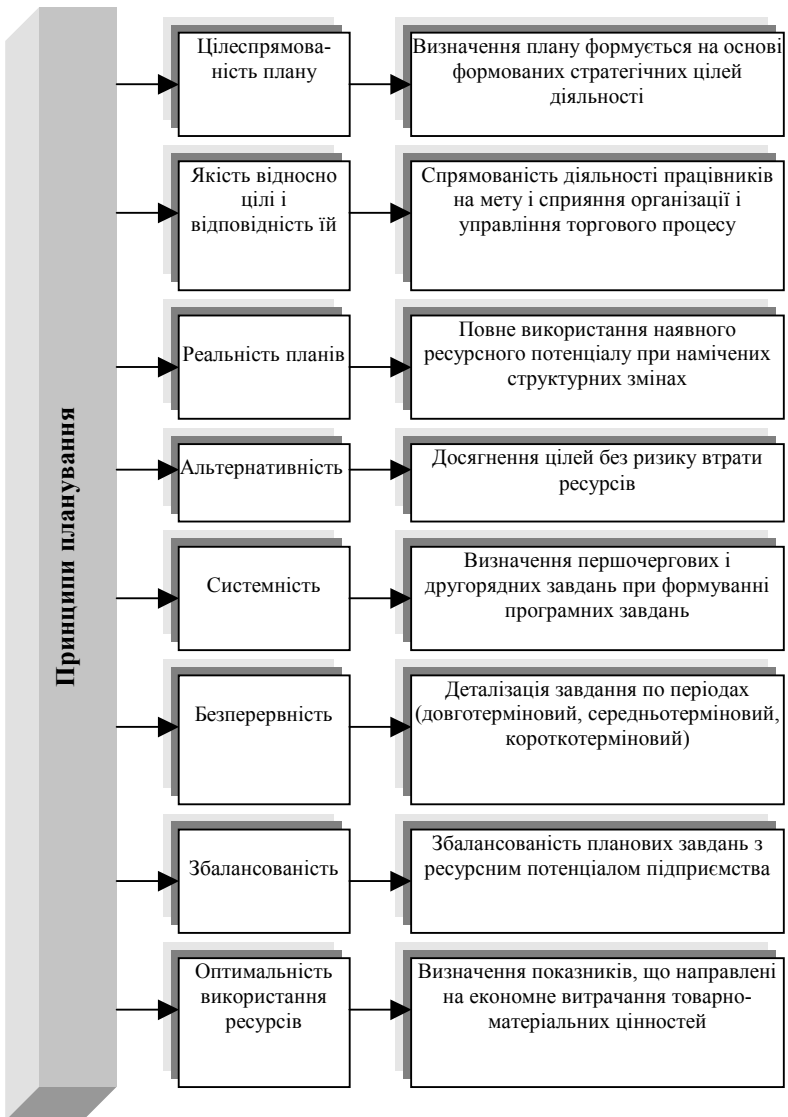 Принципи планування
Цілеспрямова-
ність плану
Визначення плану формується на основі
формованих стратегічних цілей
діяльності
Якість відносно
цілі і
відповідність їй
Спрямованість діяльності працівників
на мету і сприяння організації і
управління торгового процесу
Реальність планів
Повне використання наявного
ресурсного потенціалу при намічених
структурних змінах
Альтернативність
Досягнення цілей без ризику втрати
ресурсів
Системність
Визначення першочергових і
другорядних завдань при формуванні
програмних завдань
Безперервність
Деталізація завдання по періодах
(довготерміновий, середньотерміновий,
короткотерміновий)
Збалансованість
Збалансованість планових завдань з
ресурсним потенціалом підприємства
Оптимальність
використання
ресурсів
Визначення показників, що направлені
на економне витрачання товарно-
матеріальних цінностей